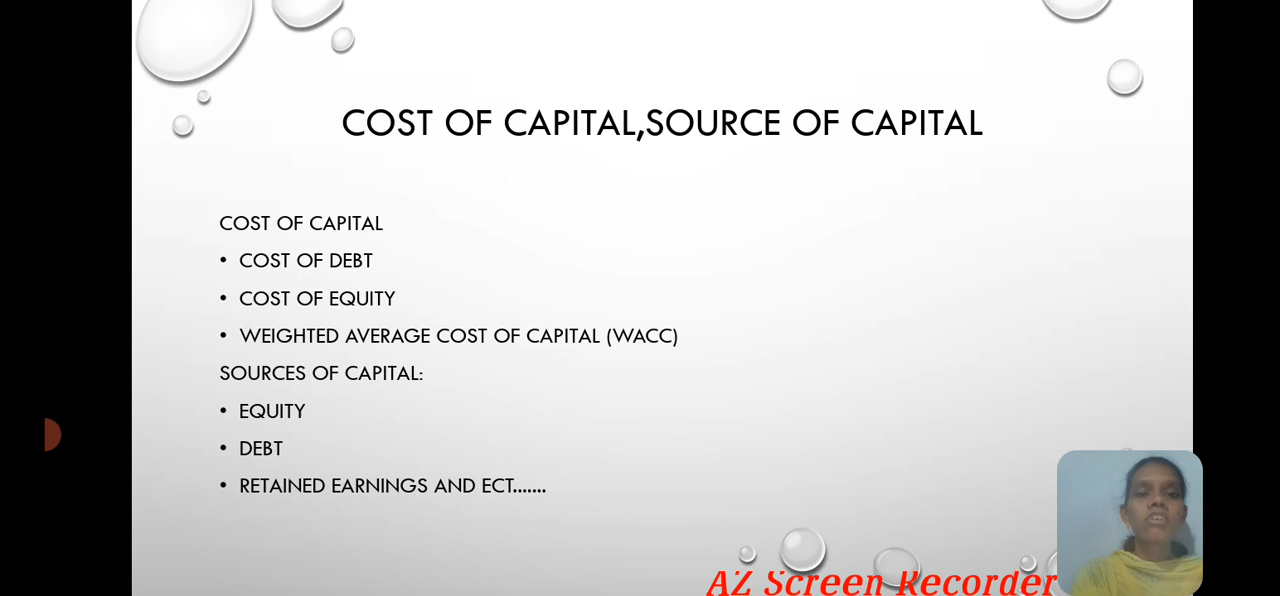 COST OF CAPITAL,SOURCE OF CAPITAL
COST OF CAPITAL
• COST OF DEBT
• COST OF EQUITY
• WEIGHTED AVERAGE COST OF CAPITAL (WACC)
SOURCES OF CAPITAL:
• EQUITY
• DEBT
• RETAINED EARNINGS AND ECT.......
AZ Screen Recorder